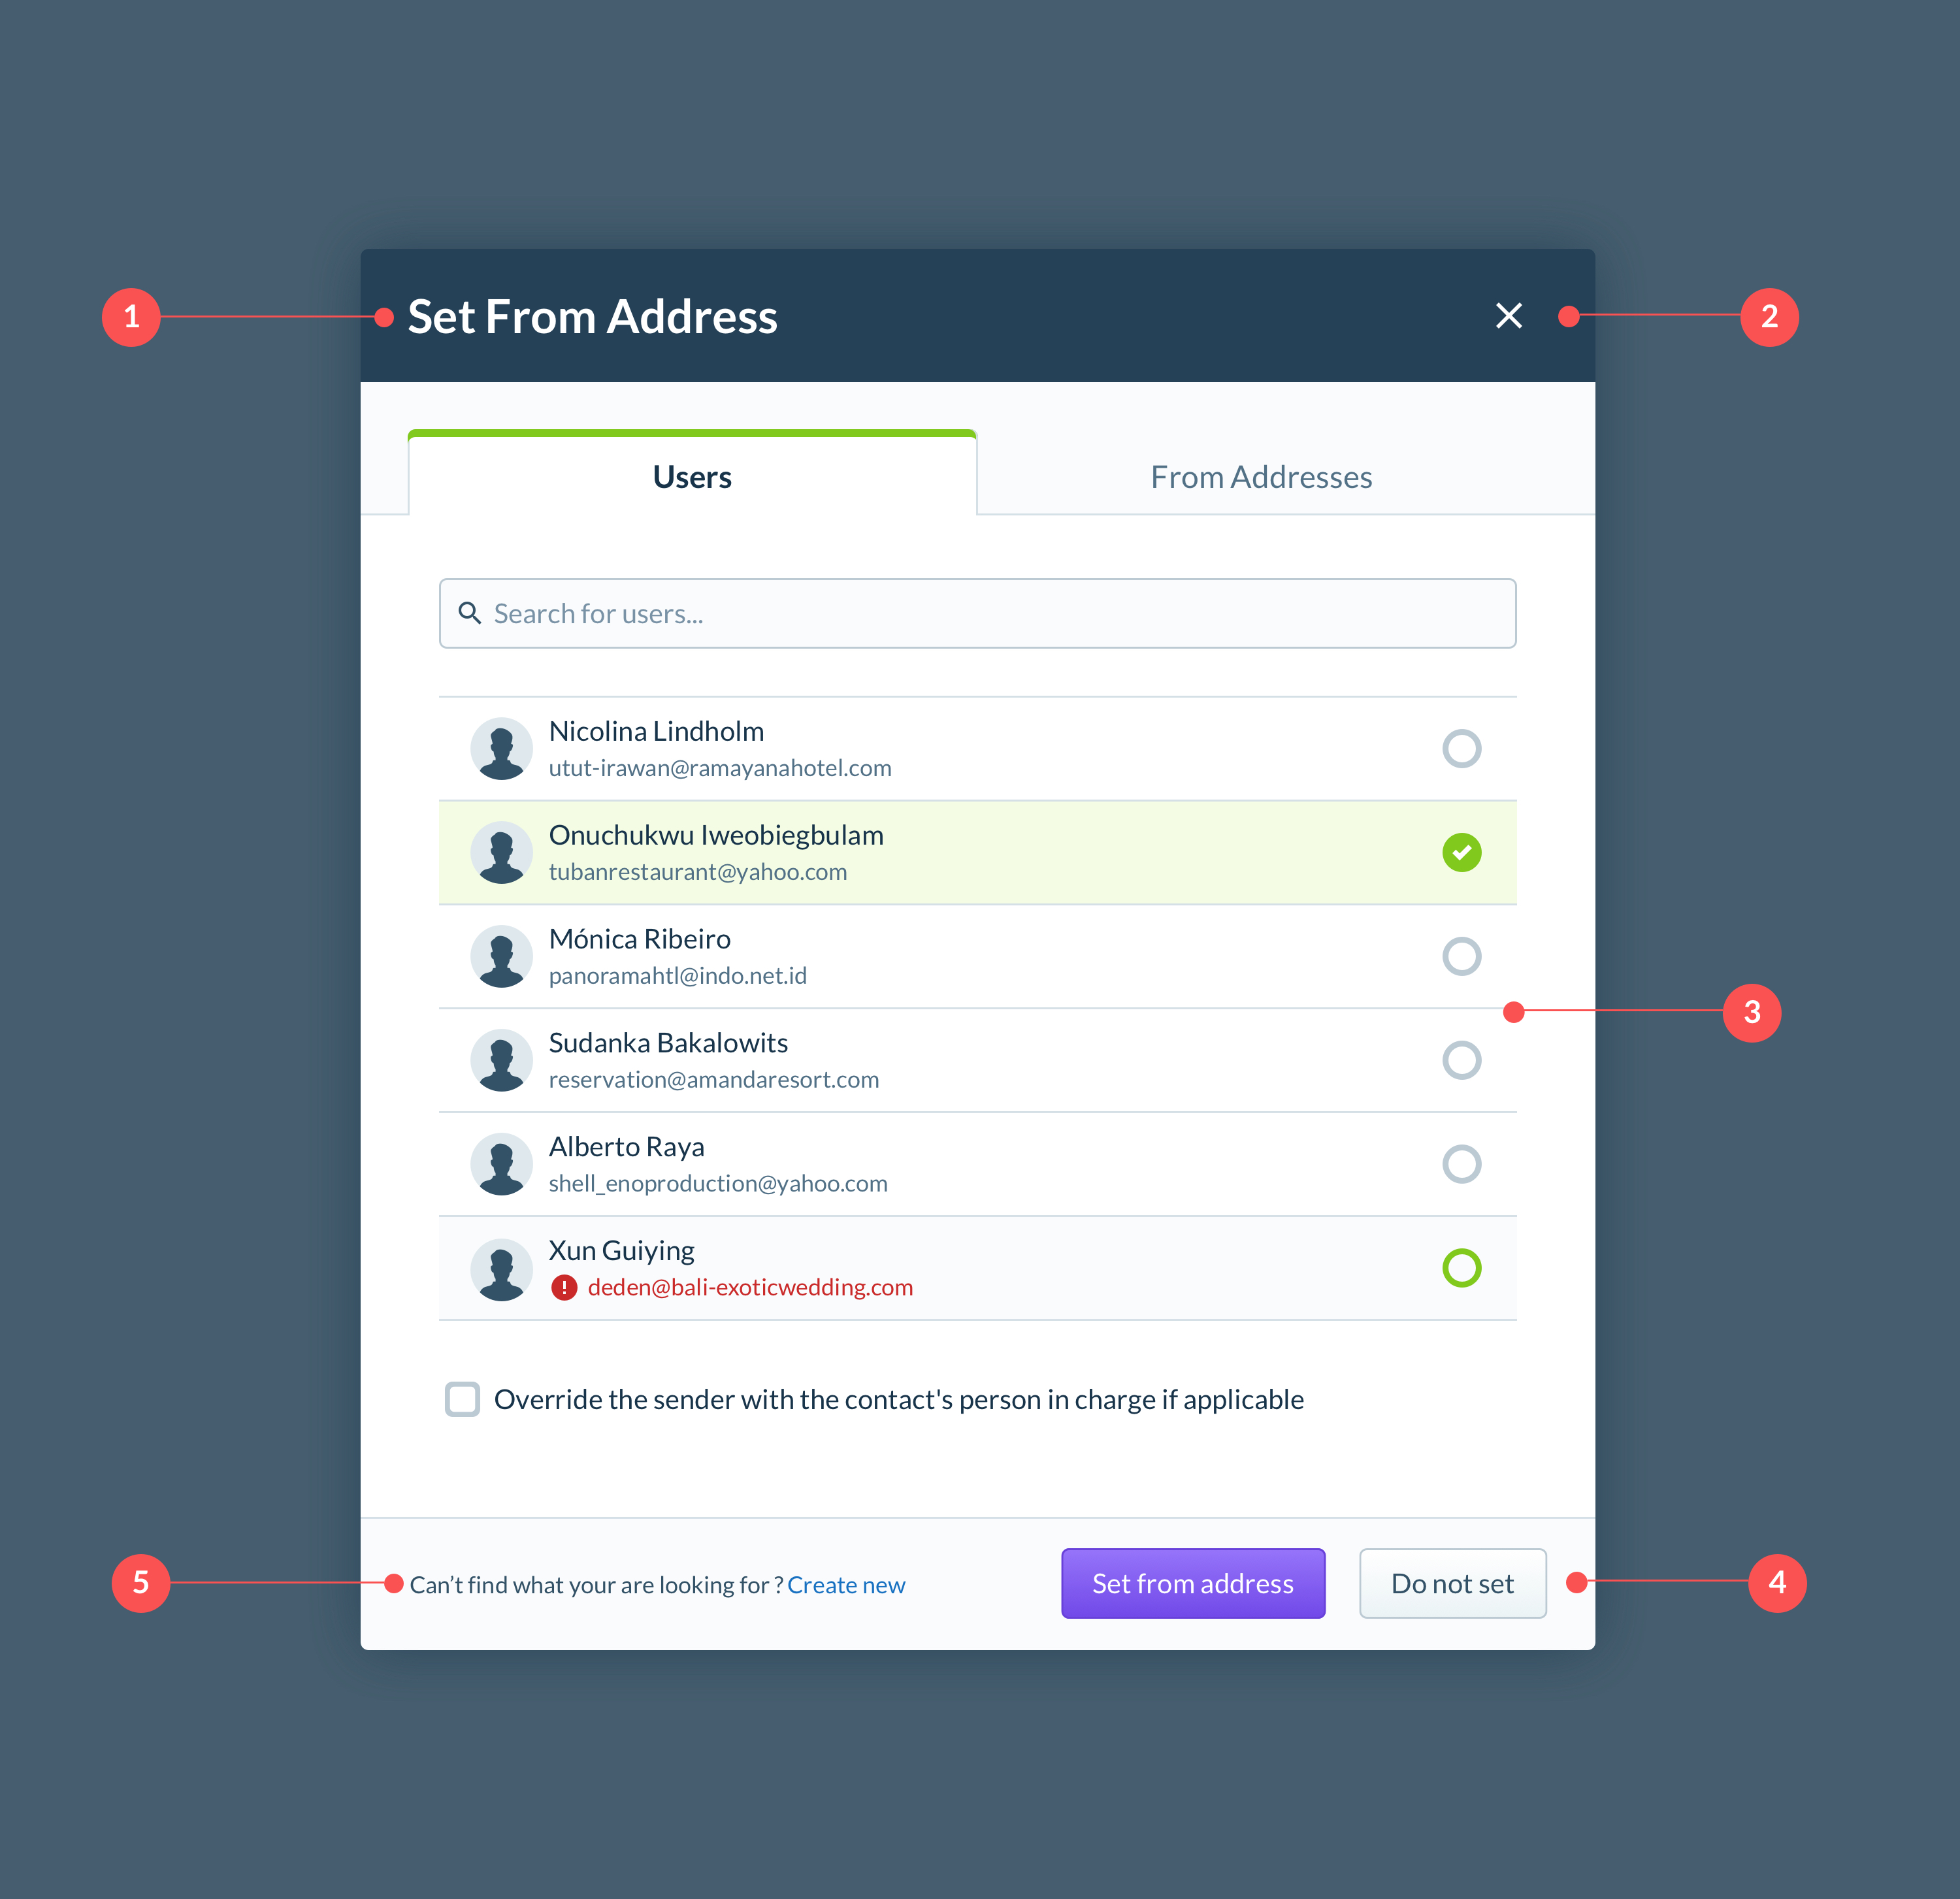 1
Set From Address
2
Users
From Addresses
Search for users...
Nicolina Lindholm
utut-irawan@ramayanahotel.com
Onuchukwu Iweobiegbulam
tubanrestaurant@yahoo.com
Mónica Ribeiro
panoramahtl@indo.net.id
3
Sudanka Bakalowits
reservation@amandaresort.com
Alberto Raya
shell_enoproduction@yahoo.com
Xun Guiying
deden@bali-exoticwedding.com
Override the sender with the contact's person in charge if applicable
5
Can’t find what your are looking for ? Create new
Set from address
Do not set
4